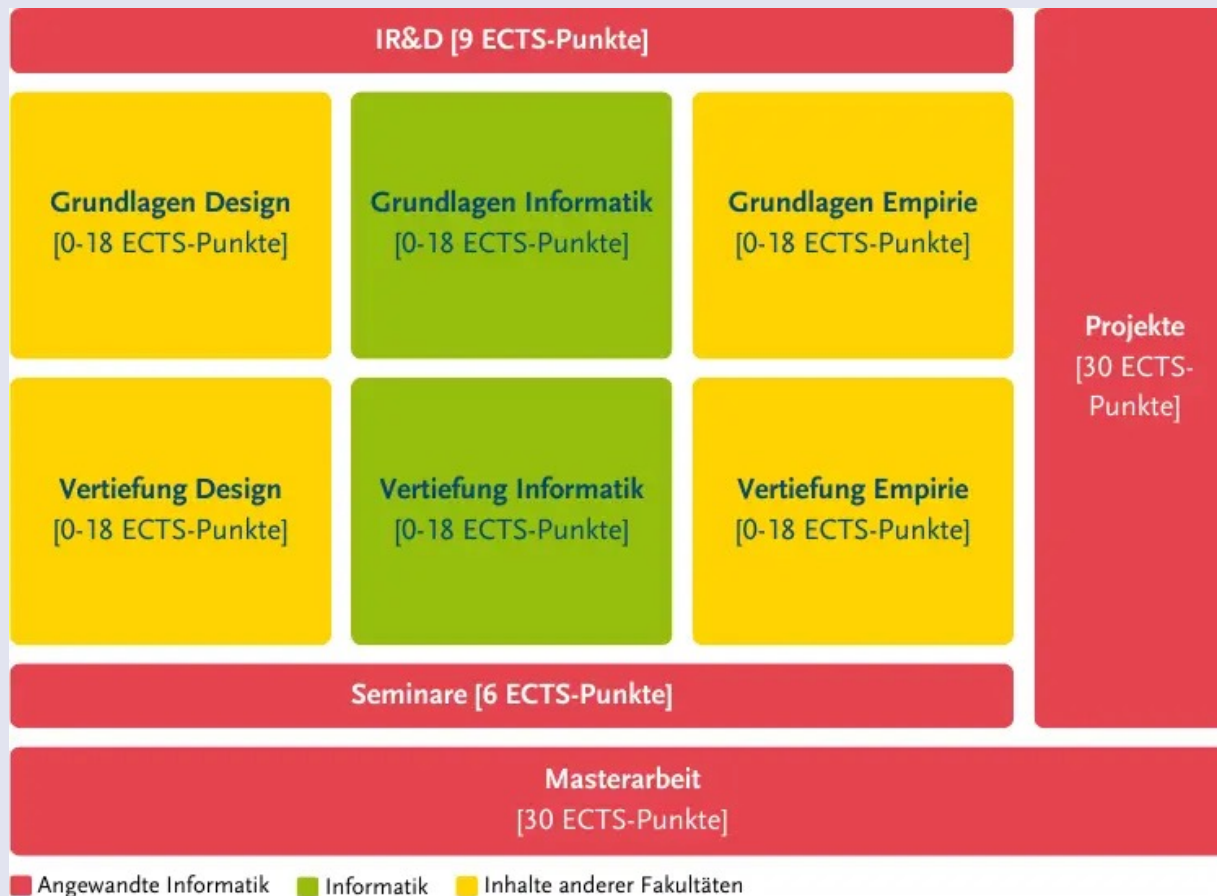 IR&D [9 ECTS-Punkte]
Grundlagen Design
[0-18 ECTS-Punkte]
Grundlagen Informatik
[0-18 ECTS-Punkte]
Grundlagen Empirie
[0-18 ECTS-Punkte]
Projekte
[30 ECTS-
Punkte]
Vertiefung Design
[0-18 ECTS-Punkte]
Vertiefung Informatik
[0-18 ECTS-Punkte]
Vertiefung Empirie
[0-18 ECTS-Punkte]
Seminare [6 ECTS-Punkte]
Masterarbeit
[30 ECTS-Punkte]
Angewandte Informatik
Informatik
Inhalte anderer Fakultäten